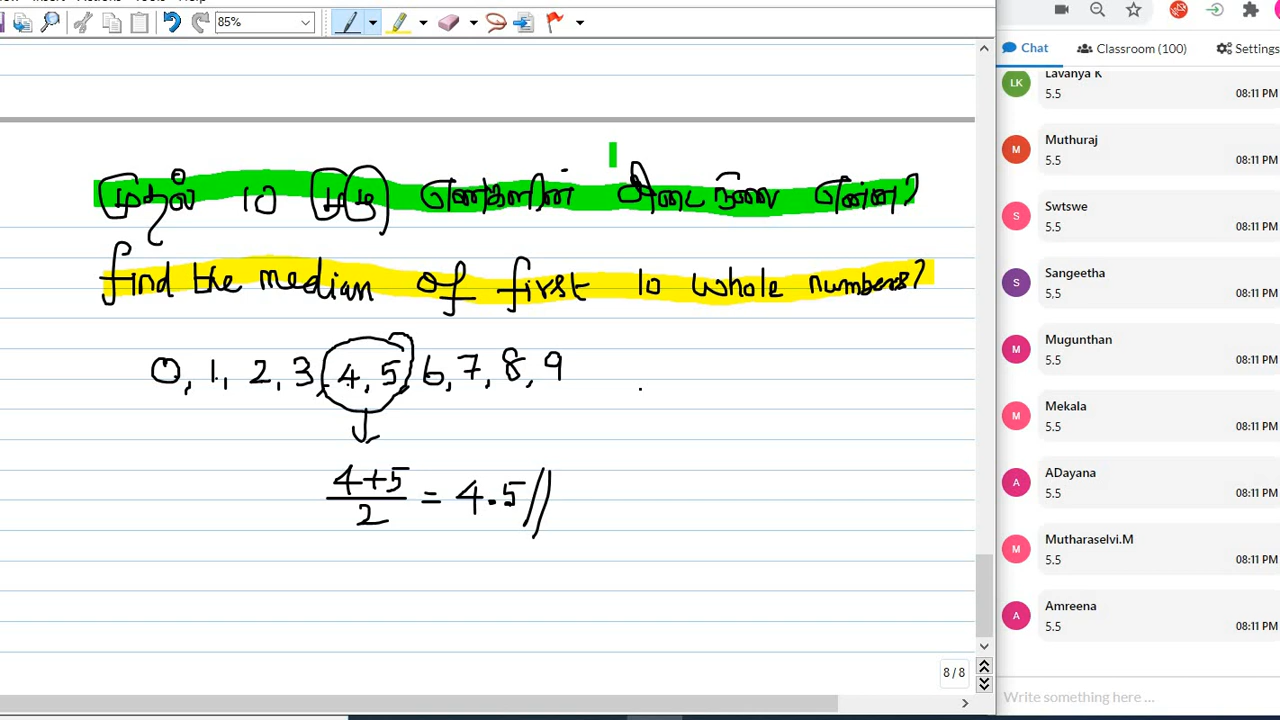 85%
முதல் 10 முழு எண்களின் இடைநிலை என்ன?
find the median of first 10 whole numbers?
0, 1, 2, 3, 4, 5, 6, 7, 8, 9
4+5
2
= 4.5//
8 / 8
Chat
Classroom (100)
Settings
LK
Lavanya K
5.5
08:11 PM
M
Muthuraj
5.5
08:11 PM
S
Swtswe
5.5
08:11 PM
S
Sangeetha
5,5
08:11 PM
M
Mugunthan
5.5
08:11 PM
M
Mekala
5.5
08:11 PM
A
ADayana
5.5
08:11 PM
M
Mutharaselvi.M
5.5
08:11 PM
A
Amreena
5.5
08:11 PM
Write something here ...